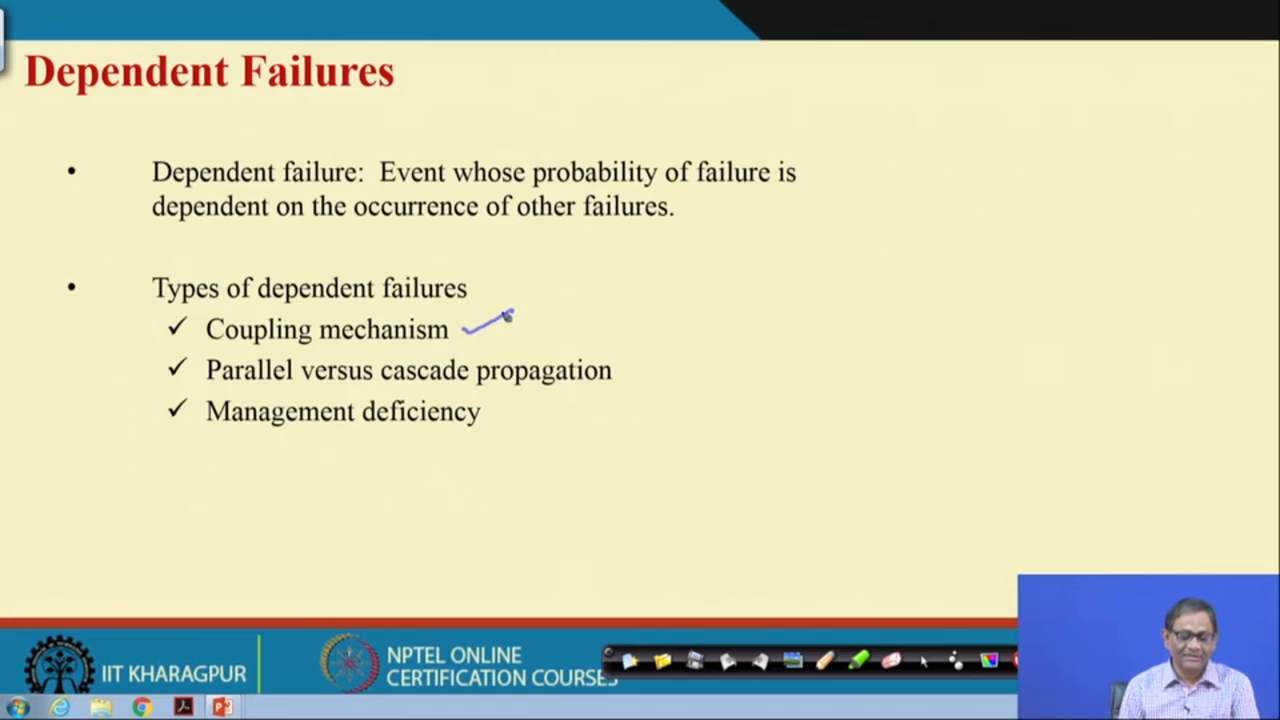 Dependent Failures
• Dependent failure: Event whose probability of failure is
dependent on the occurrence of other failures.
• Types of dependent failures
✓ Coupling mechanism
✓ Parallel versus cascade propagation
✓ Management deficiency
IIT KHARAGPUR
NPTEL ONLINE
CERTIFICATION COURSES